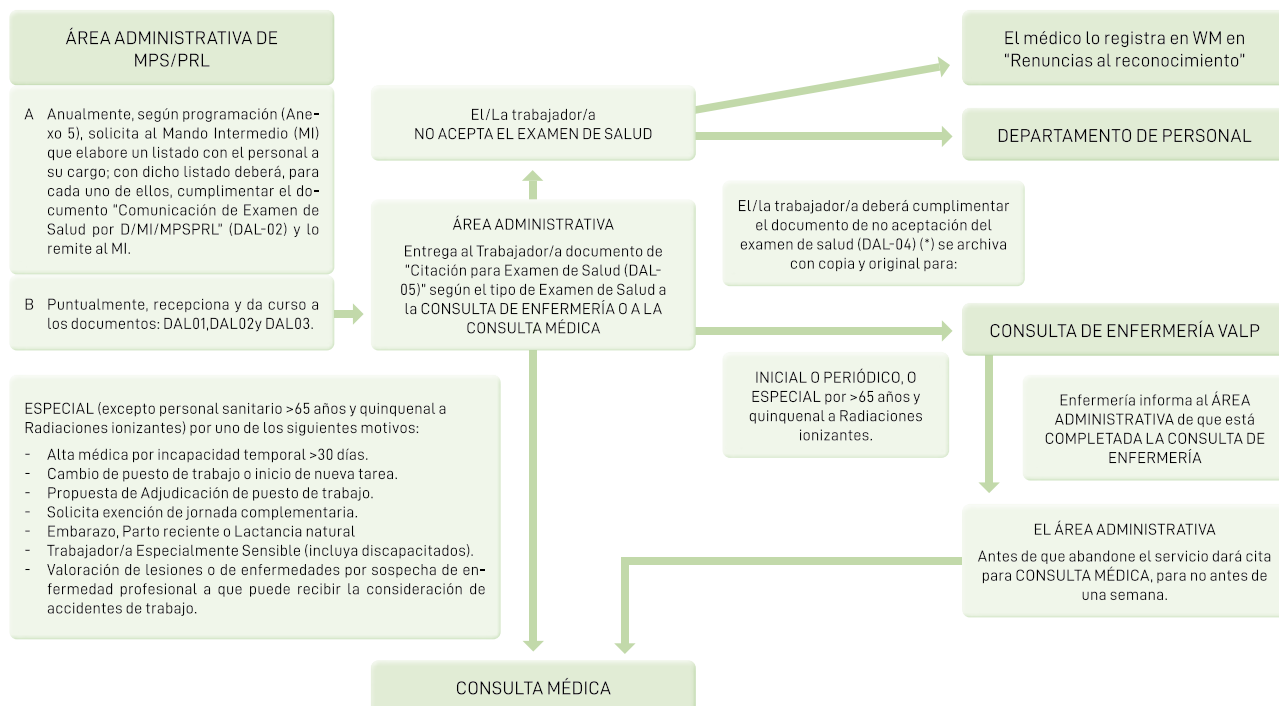 ÁREA ADMINISTRATIVA DE
MPS/PRL
A Anualmente, según programación (Ane-
xo 5), solicita al Mando Intermedio (MI)
que elabore un listado con el personal a
su cargo; con dicho listado deberá, para
cada uno de ellos, cumplimentar el do-
cumento "Comunicación de Examen de
Salud por D/MI/MPSPRL" (DAL-02) y lo
remite al MI.
B Puntualmente, recepciona y da curso a
los documentos: DAL01,DAL02y DAL03.
El/La trabajador/a
NO ACEPTA EL EXAMEN DE SALUD
El médico lo registra en WM en
"Renuncias al reconocimiento"
DEPARTAMENTO DE PERSONAL
ÁREA ADMINISTRATIVA
Entrega al Trabajador/a documento de
"Citación para Examen de Salud (DAL-
05)" según el tipo de Examen de Salud a
la CONSULTA DE ENFERMERÍA O A LA
CONSULTA MÉDICA
El/la trabajador/a deberá cumplimentar
el documento de no aceptación del
examen de salud (DAL-04) (*) se archiva
con copia y original para:
CONSULTA DE ENFERMERÍA VALP
INICIAL O PERIÓDICO, O
ESPECIAL por >65 años y
quinquenal a Radiaciones
ionizantes.
Enfermería informa al ÁREA
ADMINISTRATIVA de que está
COMPLETADA LA CONSULTA DE
ENFERMERÍA
ESPECIAL (excepto personal sanitario >65 años y quinquenal a
Radiaciones ionizantes) por uno de los siguientes motivos:
- Alta médica por incapacidad temporal >30 días.
- Cambio de puesto de trabajo o inicio de nueva tarea.
- Propuesta de Adjudicación de puesto de trabajo.
- Solicita exención de jornada complementaria.
- Embarazo, Parto reciente o Lactancia natural
- Trabajador/a Especialmente Sensible (incluya discapacitados).
- Valoración de lesiones o de enfermedades por sospecha de en-
fermedad profesional a que puede recibir la consideración de
accidentes de trabajo.
EL ÁREA ADMINISTRATIVA
Antes de que abandone el servicio dará cita
para CONSULTA MÉDICA, para no antes de
una semana.
CONSULTA MÉDICA